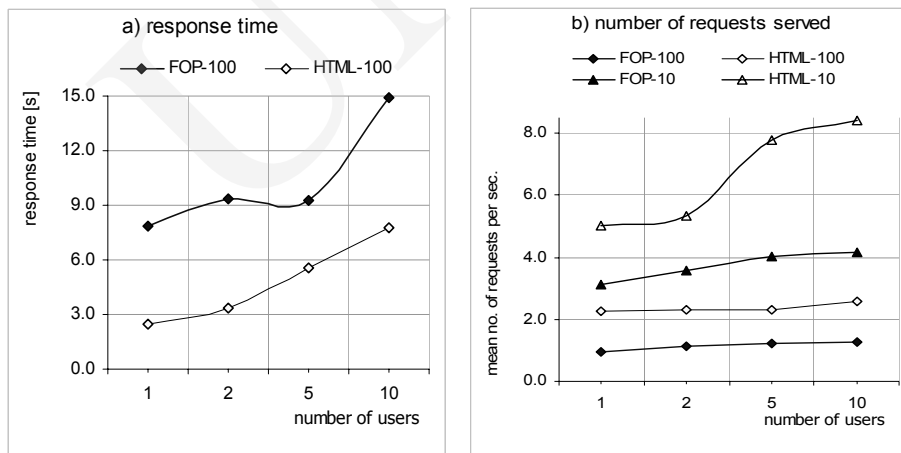 a) response time
FOP-100 HTML-100
response time [s]
15.0
12.0
9.0
6.0
3.0
0.0
1 2 5 10
number of users
b) number of requests served
FOP-100 HTML-100
FOP-10 HTML-10
mean no. of requests per sec.
8.0
6.0
4.0
2.0
0.0
1 2 5 10
number of users